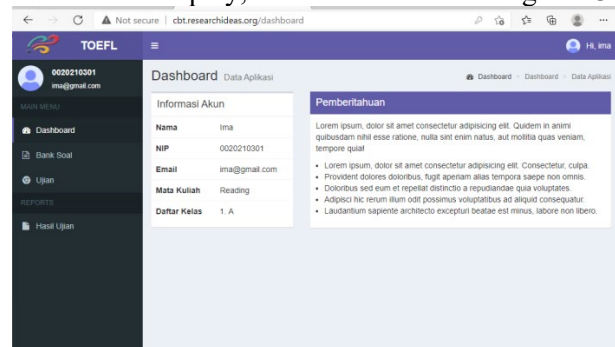 Not secure | cbt.researchideas.org/dashboard
TOEFL
Hi, ima
0020210301
ima@gmail.com
MAIN MENU
Dashboard
Bank Soal
Ujian
REPORTS
Hasil Ujian
Dashboard Data Aplikasi
Dashboard > Dashboard > Data Aplikasi
Informasi Akun
Nama Ima
NIP 0020210301
Email ima@gmail.com
Mata Kuliah Reading
Daftar Kelas 1. A
Pemberitahuan
Lorem ipsum, dolor sit amet consectetur adipisicing elit. Quidem in animi
quibusdam nihil esse ratione, nulla sint enim natus, aut mollitia quas veniam,
tempore quia!
• Lorem ipsum, dolor sit amet consectetur adipisicing elit. Consectetur, culpa.
• Provident dolores doloribus, fugit aperiam alias tempora saepe non omnis.
• Doloribus sed eum et repellat distinctio a repudiandae quia voluptates.
• Adipisci hic rerum illum odit possimus voluptatibus ad aliquid consequatur.
• Laudantium sapiente architecto excepturi beatae est minus, labore non libero.